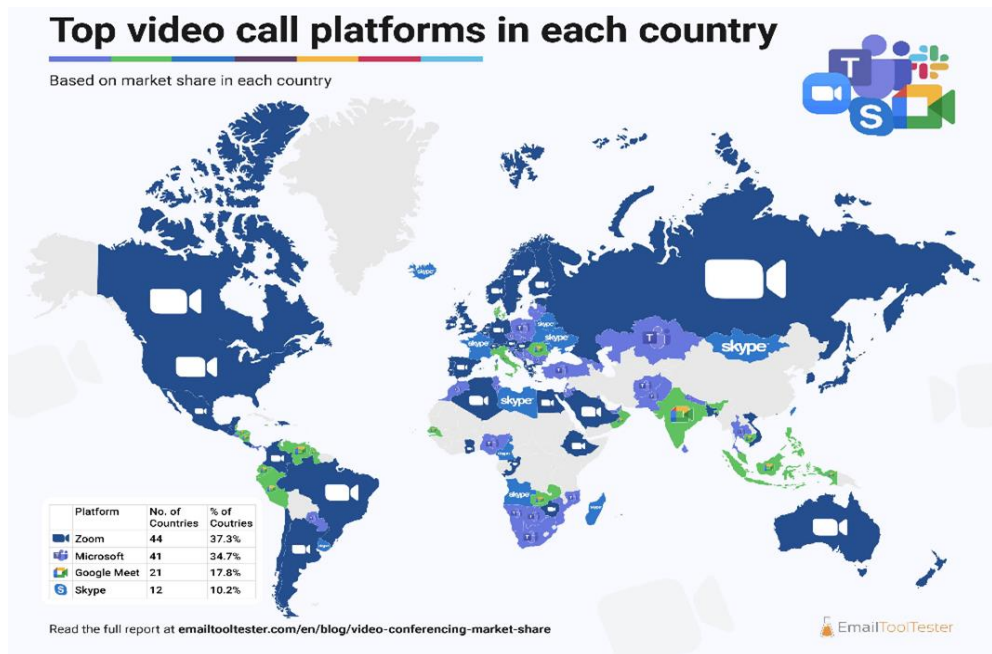 Top video call platforms in each country
Based on market share in each country
T
S
skype
skype
skype
skype
skype
skype
skype
T
T
Platform No. of Countries % of Coutries
Zoom 44 37.3%
Microsoft 41 34.7%
Google Meet 21 17.8%
Skype 12 10.2%
Read the full report at emailtooltester.com/en/blog/video-conferencing-market-share
EmailToolTester